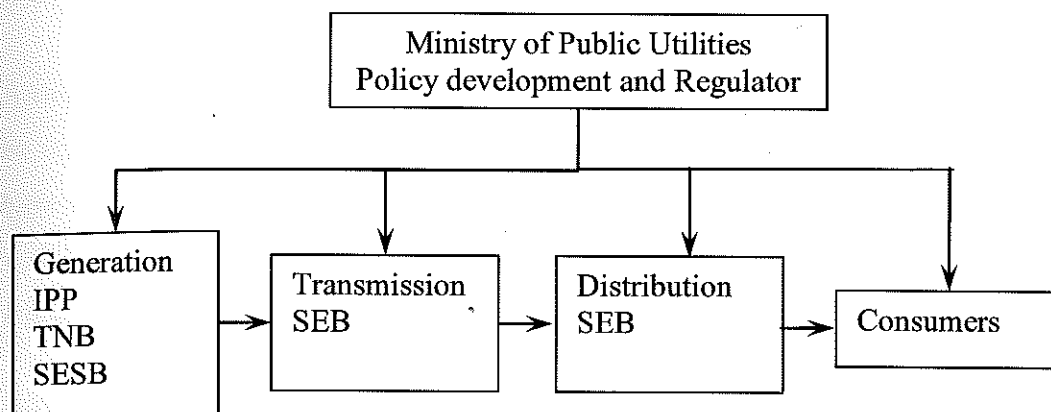 Ministry of Public Utilities
Policy development and Regulator
Generation
IPP
TNB
SESB
Transmission
SEB
Distribution
SEB
Consumers